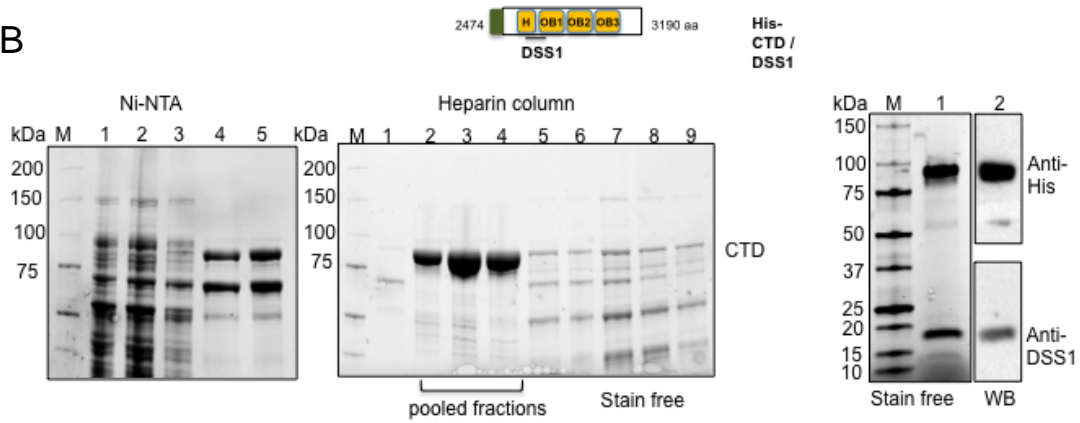 B
2474 H OB1 OB2 OB3 3190 aa
DSS1
His-
CTD /
DSS1
Ni-NTA
kDa M 1 2 3 4 5
200
150
100
75
Heparin column
kDa M 1 2 3 4 5 6 7 8 9
200
150
100
75
CTD
pooled fractions
Stain free
kDa M 1 2
150
100
75
50
37
25
20
15
10
Anti-
His
Anti-
DSS1
Stain free WB